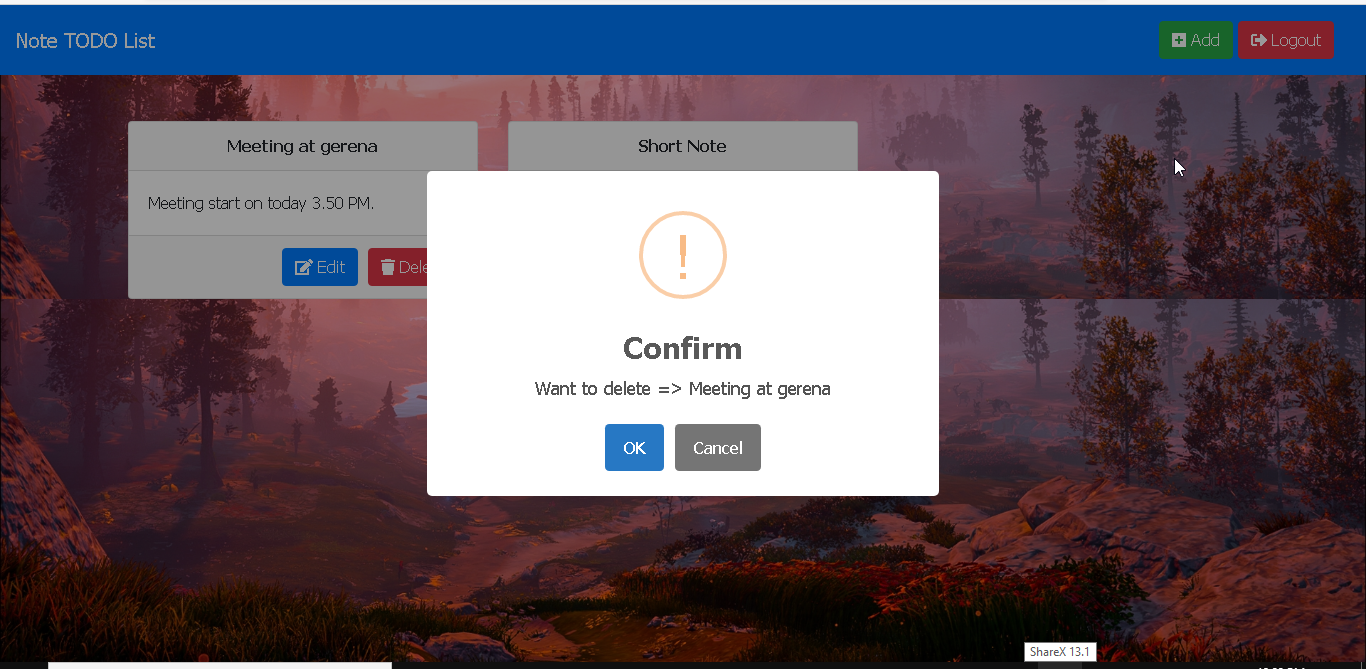 Note TODO List
Add
Logout
Meeting at gerena
Short Note
Meeting start on today 3.50 PM.
Edit
Dele
!
Confirm
Want to delete => Meeting at gerena
OK
Cancel
ShareX 13.1